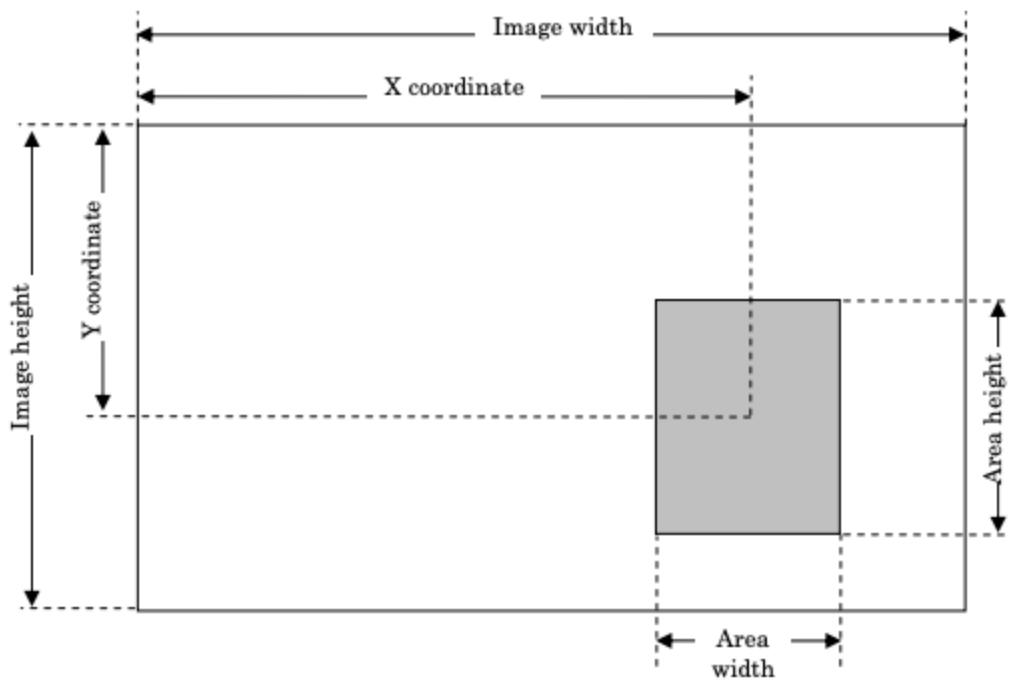 Image width
X coordinate
Y coordinate
Image height
Area height
Area
width